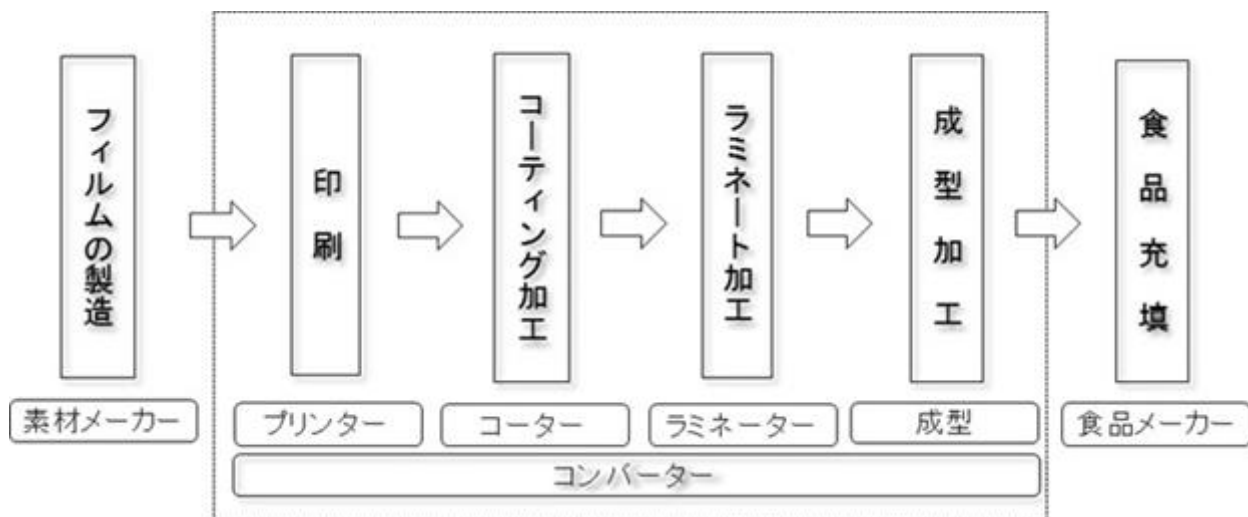 フィルムの製造
印刷
コーティング加工
ラミネート加工
成型加工
食品充填
素材メーカー
プリンター
コーター
ラミネーター
成型
食品メーカー
コンバーター